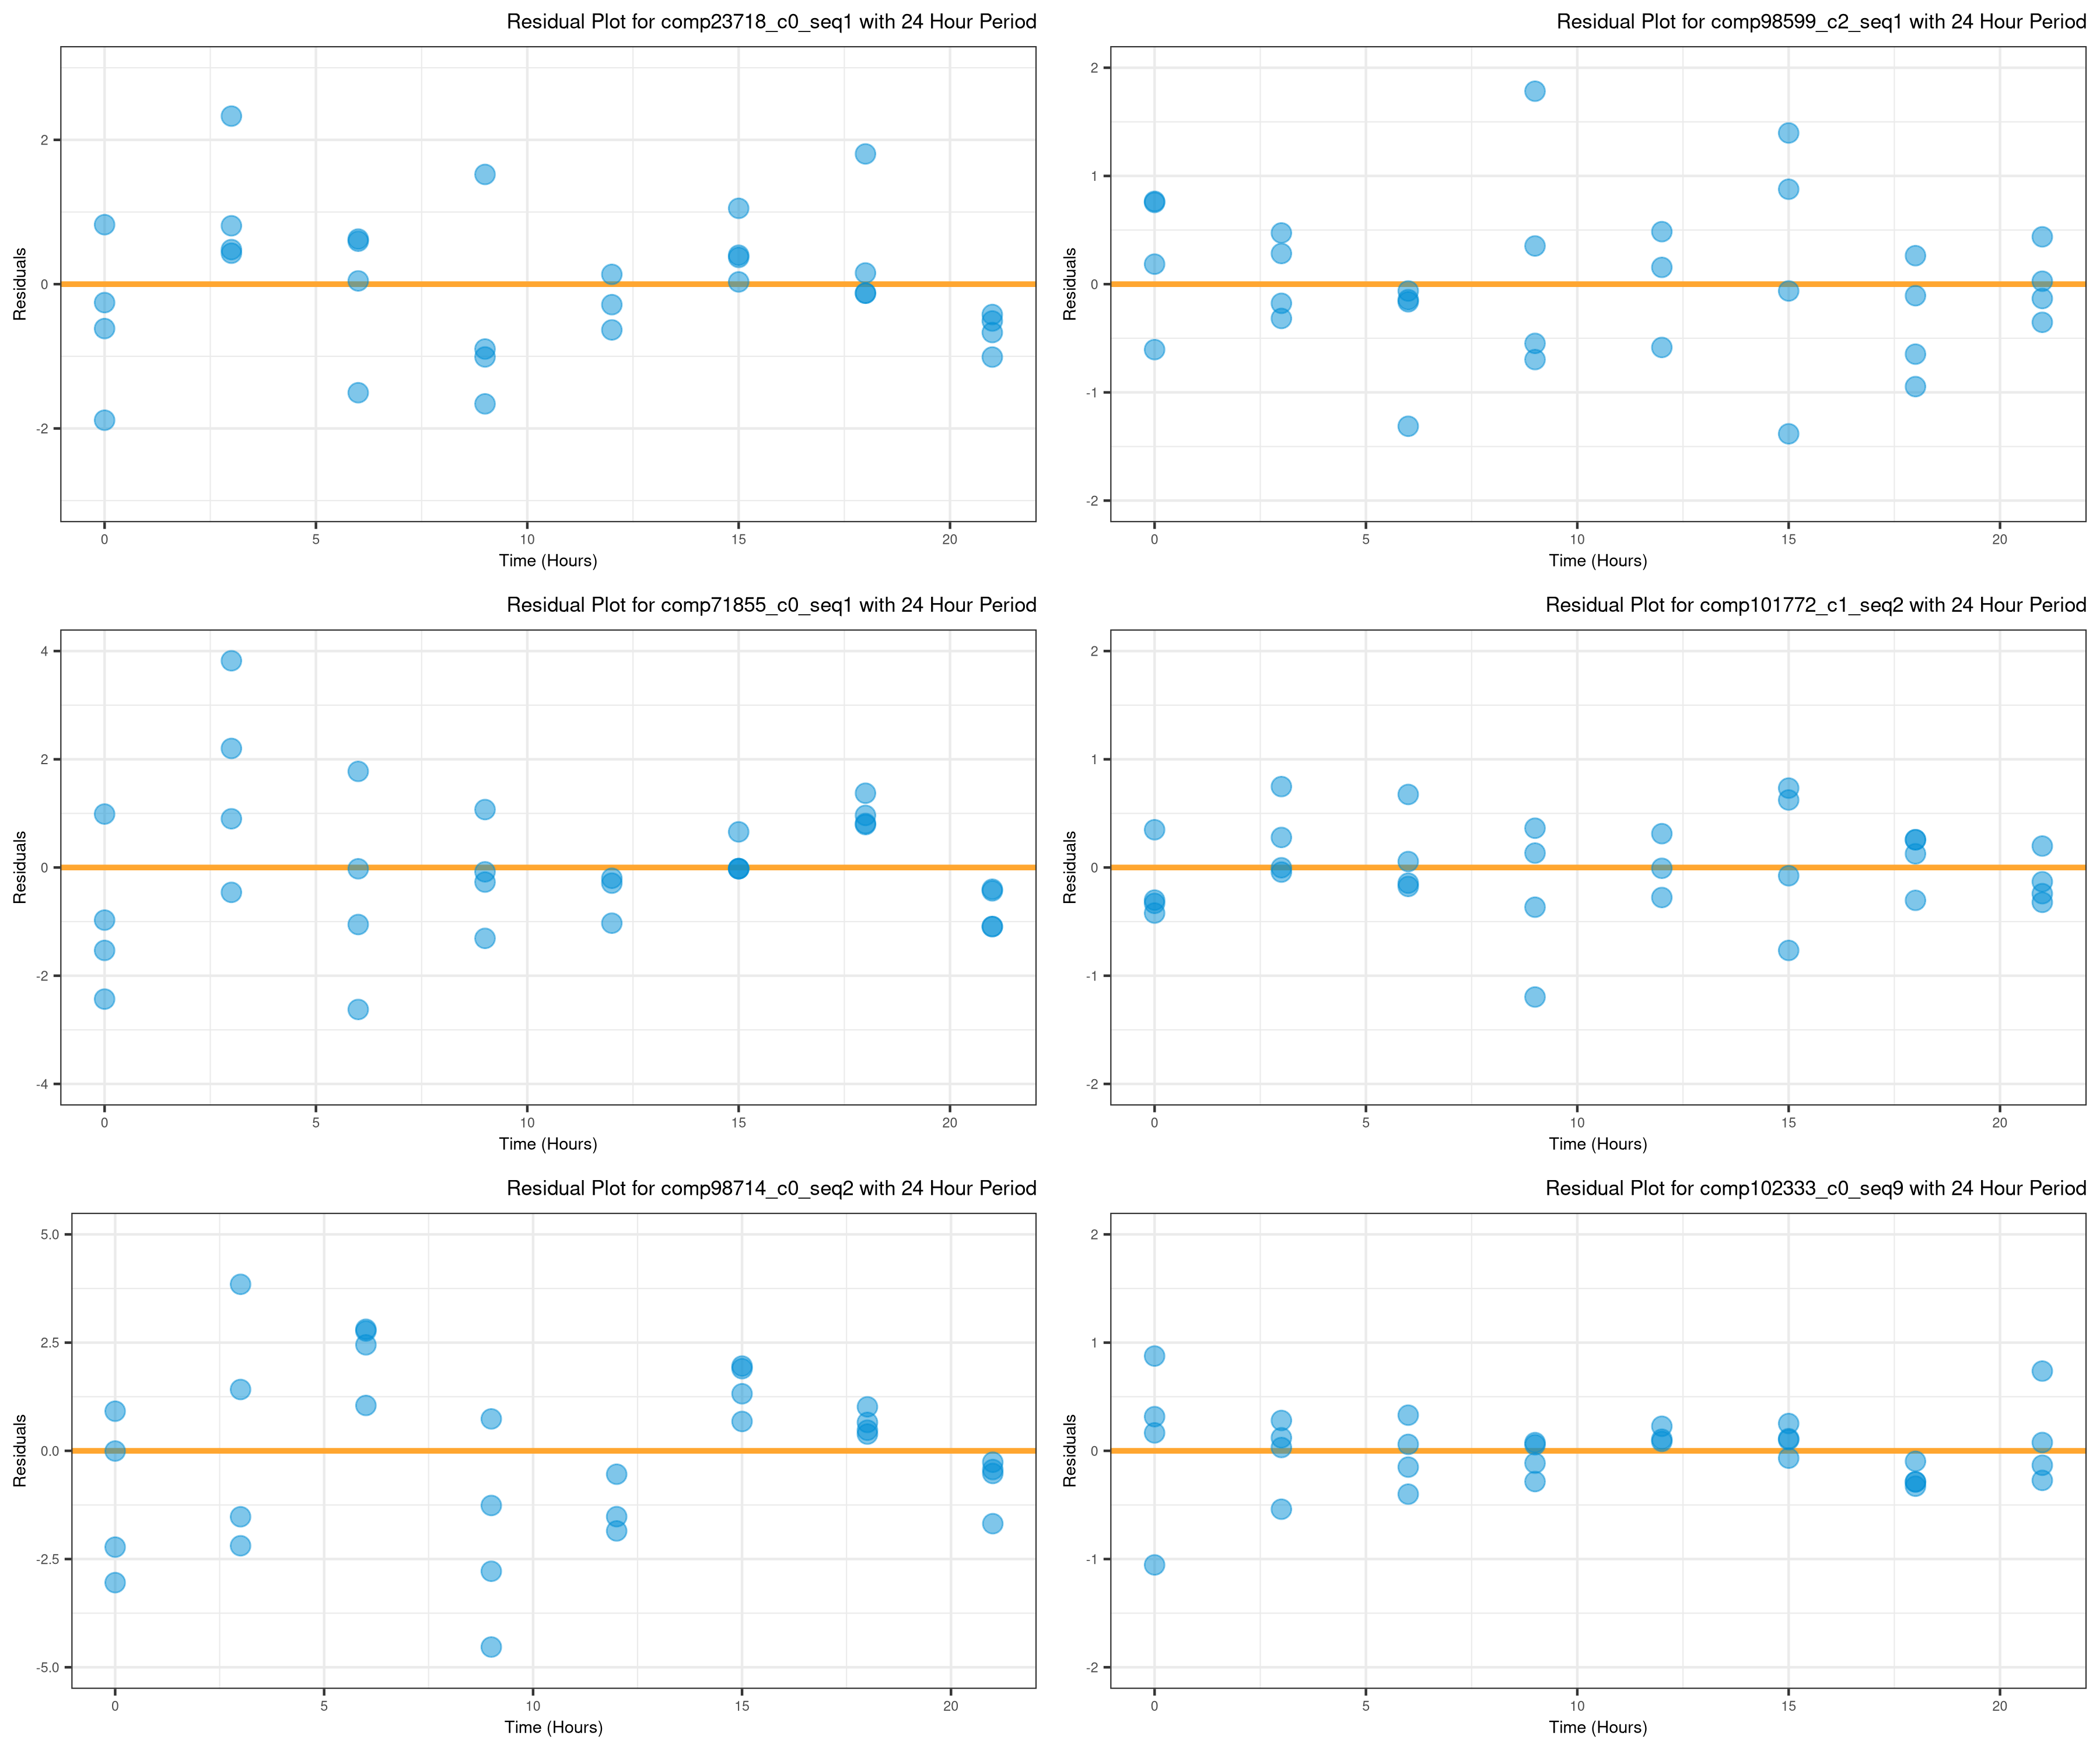 Residual Plot for comp23718_c0_seq1 with 24 Hour Period
2
0
-2
Residuals
0 5 10 15 20
Time (Hours)
Residual Plot for comp98599_c2_seq1 with 24 Hour Period
2
1
0
-1
-2
Residuals
0 5 10 15 20
Time (Hours)
Residual Plot for comp71855_c0_seq1 with 24 Hour Period
4
2
0
-2
-4
Residuals
0 5 10 15 20
Time (Hours)
Residual Plot for comp101772_c1_seq2 with 24 Hour Period
2
1
0
-1
-2
Residuals
0 5 10 15 20
Time (Hours)
Residual Plot for comp98714_c0_seq2 with 24 Hour Period
5.0
2.5
0.0
-2.5
-5.0
Residuals
0 5 10 15 20
Time (Hours)
Residual Plot for comp102333_c0_seq9 with 24 Hour Period
2
1
0
-1
-2
Residuals
0 5 10 15 20
Time (Hours)